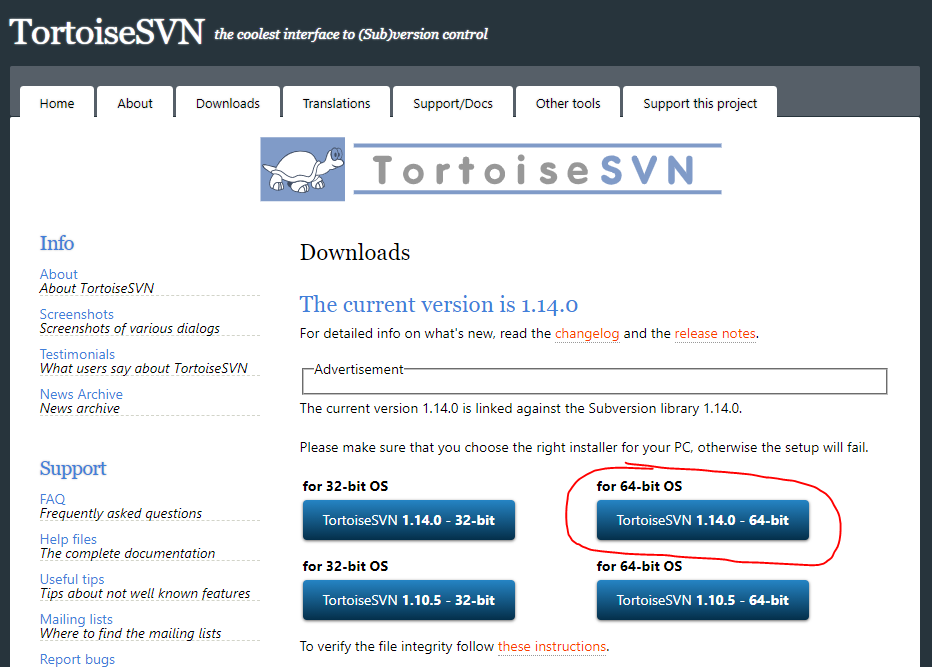 TortoiseSVN the coolest interface to (Sub)version control
Home About Downloads Translations Support/Docs Other tools Support this project
TortoiseSVN
Info
About
About TortoiseSVN
Screenshots
Screenshots of various dialogs
Testimonials
What users say about TortoiseSVN
News Archive
News archive
Support
FAQ
Frequently asked questions
Help files
The complete documentation
Useful tips
Tips about not well known features
Mailing lists
Where to find the mailing lists
Report bugs
Downloads
The current version is 1.14.0
For detailed info on what's new, read the changelog and the release notes.
Advertisement
The current version 1.14.0 is linked against the Subversion library 1.14.0.
Please make sure that you choose the right installer for your PC, otherwise the setup will fail.
for 32-bit OS for 64-bit OS
TortoiseSVN 1.14.0 - 32-bit TortoiseSVN 1.14.0 - 64-bit
for 32-bit OS for 64-bit OS
TortoiseSVN 1.10.5 - 32-bit TortoiseSVN 1.10.5 - 64-bit
To verify the file integrity follow these instructions.